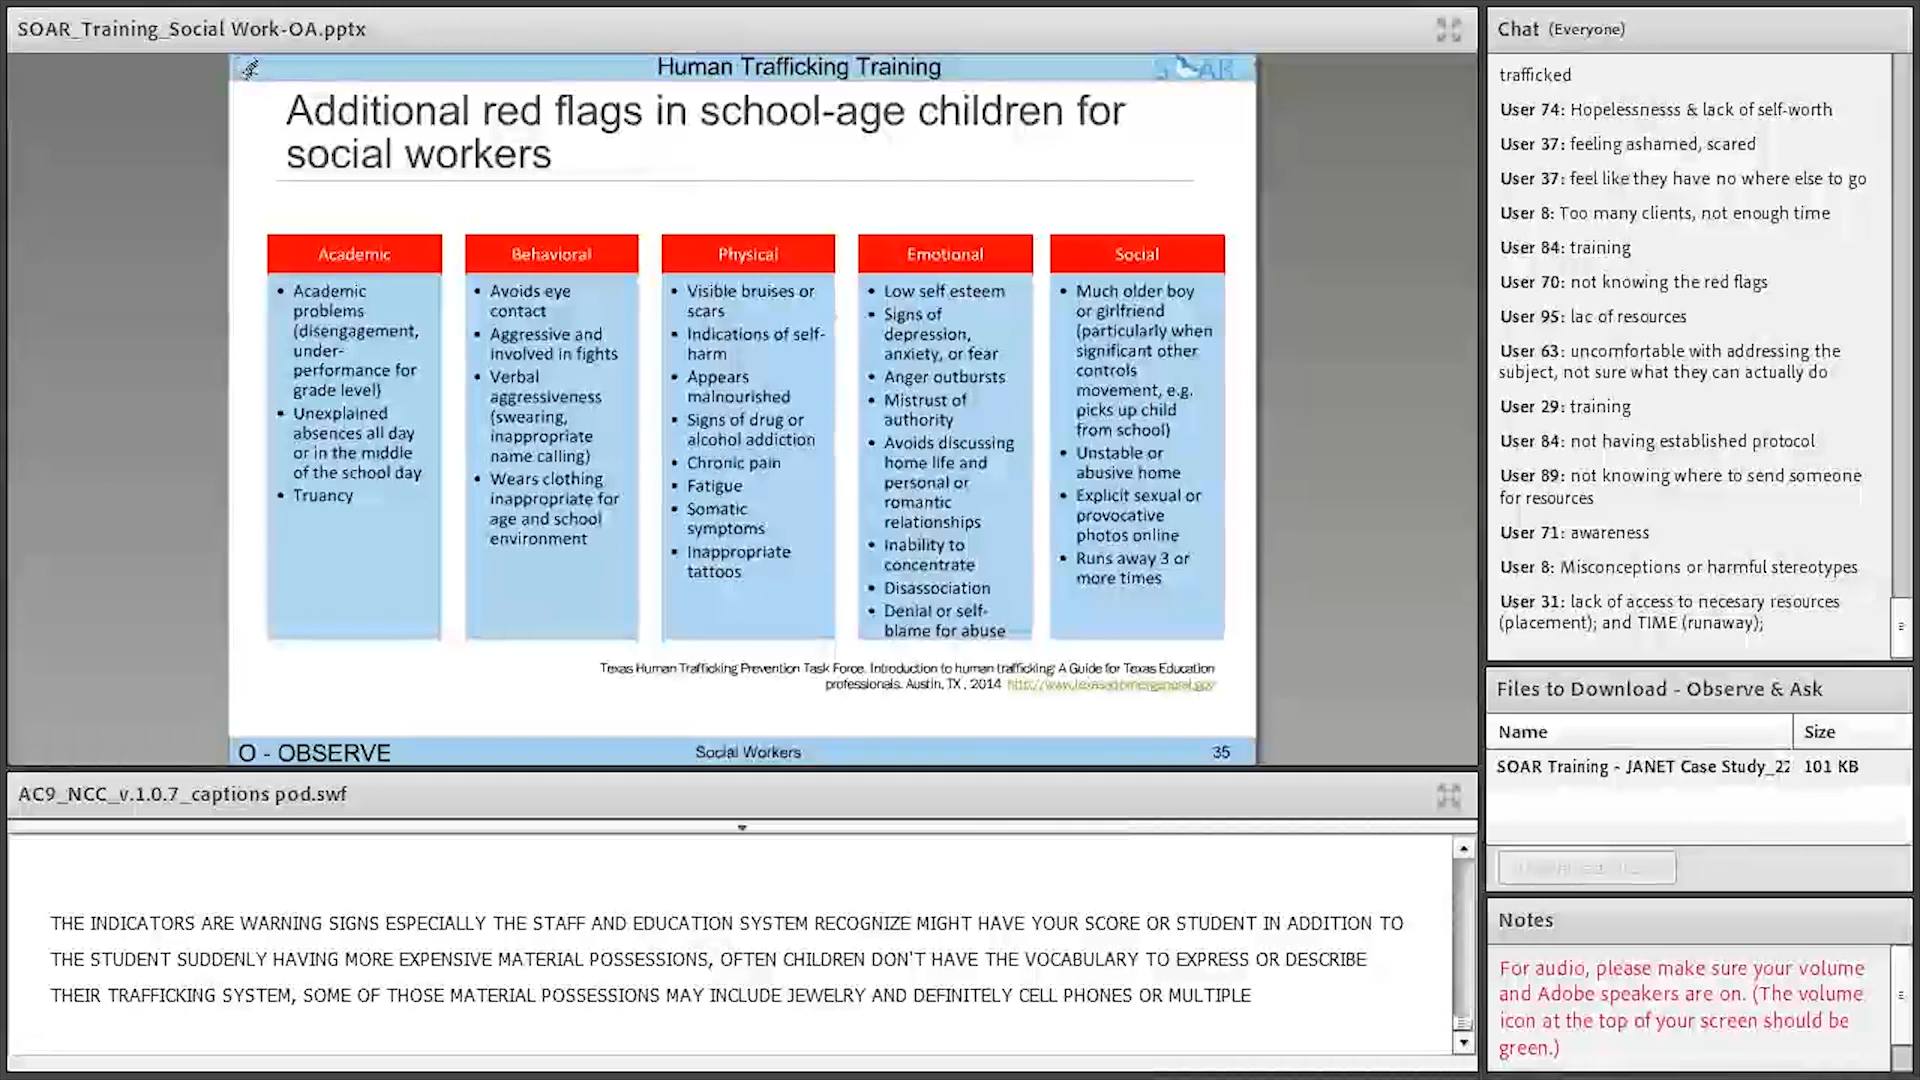 SOAR_Training_Social Work-OA.pptx
Human Trafficking Training
SOAR
Additional red flags in school-age children for
social workers
Academic
• Academic
problems
(disengagement,
under-
performance for
grade level)
• Unexplained
absences all day
or in the middle
of the school day
• Truancy
Behavioral
• Avoids eye
contact
• Aggressive and
involved in fights
• Verbal
aggressiveness
(swearing,
inappropriate
name calling)
• Wears clothing
inappropriate for
age and school
environment
Physical
• Visible bruises or
scars
• Indications of self-
harm
• Appears
malnourished
• Signs of drug or
alcohol addiction
• Chronic pain
• Fatigue
• Somatic
symptoms
• Inappropriate
tattoos
Emotional
• Low self esteem
• Signs of
depression,
anxiety, or fear
• Anger outbursts
• Mistrust of
authority
• Avoids discussing
home life and
personal or
romantic
relationships
• Inability to
concentrate
• Disassociation
• Denial or self-
blame for abuse
Social
• Much older boy
or girlfriend
(particularly when
significant other
controls
movement, e.g.
picks up child
from school)
• Unstable or
abusive home
• Explicit sexual or
provocative
photos online
• Runs away 3 or
more times
Texas Human Trafficking Prevention Task Force. Introduction to human trafficking: A Guide for Texas Education
professionals. Austin, TX , 2014
O - OBSERVE
Social Workers
35
AC9_NCC_v.1.0.7_captions pod.swf
THE INDICATORS ARE WARNING SIGNS ESPECIALLY THE STAFF AND EDUCATION SYSTEM RECOGNIZE MIGHT HAVE YOUR SCORE OR STUDENT IN ADDITION TO
THE STUDENT SUDDENLY HAVING MORE EXPENSIVE MATERIAL POSSESSIONS, OFTEN CHILDREN DON'T HAVE THE VOCABULARY TO EXPRESS OR DESCRIBE
THEIR TRAFFICKING SYSTEM, SOME OF THOSE MATERIAL POSSESSIONS MAY INCLUDE JEWELRY AND DEFINITELY CELL PHONES OR MULTIPLE
Chat (Everyone)
trafficked
User 74: Hopelessnesss & lack of self-worth
User 37: feeling ashamed, scared
User 37: feel like they have no where else to go
User 8: Too many clients, not enough time
User 84: training
User 70: not knowing the red flags
User 95: lac of resources
User 63: uncomfortable with addressing the
subject, not sure what they can actually do
User 29: training
User 84: not having established protocol
User 89: not knowing where to send someone
for resources
User 71: awareness
User 8: Misconceptions or harmful stereotypes
User 31: lack of access to necesary resources
(placement); and TIME (runaway);
Files to Download - Observe & Ask
Name
Size
SOAR Training - JANET Case Study_22
101 KB
Notes
For audio, please make sure your volume
and Adobe speakers are on. (The volume
icon at the top of your screen should be
green.)